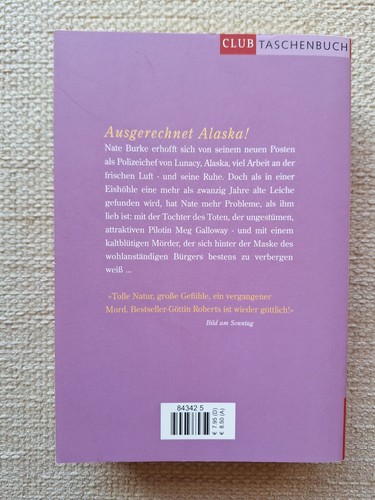 CLUB TASCHENBUCH
Ausgerechnet Alaska!
Nate Burke erhofft sich von seinem neuen Posten
als Polizeichef von Lunacy, Alaska, viel Arbeit an der
frischen Luft - und seine Ruhe. Doch als in einer
Eishöhle eine mehr als zwanzig Jahre alte Leiche
gefunden wird, hat Nate mehr Probleme, als ihm
lieb ist: mit der Tochter des Toten, der ungestümen,
attraktiven Pilotin Meg Galloway - und mit einem
kaltblütigen Mörder, der sich hinter der Maske des
wohlanständigen Bürgers bestens zu verbergen
weiß ...
»Tolle Natur, große Gefühle, ein vergangener
Mord. Bestseller-Göttin Roberts ist wieder göttlich!«
Bild am Sonntag
84342 5
€ 7.95 (D)
€ 8.50 (A)